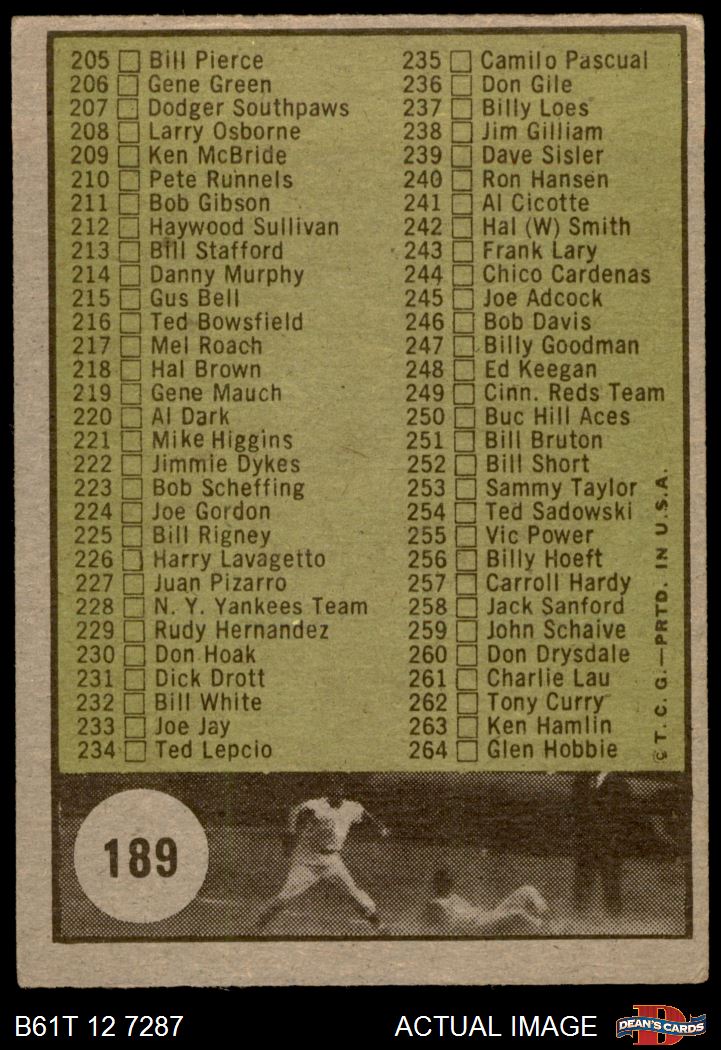 205 Bill Pierce
206 Gene Green
207 Dodger Southpaws
208 Larry Osborne
209 Ken McBride
210 Pete Runnels
211 Bob Gibson
212 Haywood Sullivan
213 Bill Stafford
214 Danny Murphy
215 Gus Bell
216 Ted Bowsfield
217 Mel Roach
218 Hal Brown
219 Gene Mauch
220 Al Dark
221 Mike Higgins
222 Jimmie Dykes
223 Bob Scheffing
224 Joe Gordon
225 Bill Rigney
226 Harry Lavagetto
227 Juan Pizarro
228 N. Y. Yankees Team
229 Rudy Hernandez
230 Don Hoak
231 Dick Drott
232 Bill White
233 Joe Jay
234 Ted Lepcio
235 Camilo Pascual
236 Don Gile
237 Billy Loes
238 Jim Gilliam
239 Dave Sisler
240 Ron Hansen
241 Al Cicotte
242 Hal (W) Smith
243 Frank Lary
244 Chico Cardenas
245 Joe Adcock
246 Bob Davis
247 Billy Goodman
248 Ed Keegan
249 Cinn. Reds Team
250 Buc Hill Aces
251 Bill Bruton
252 Bill Short
253 Sammy Taylor
254 Ted Sadowski
255 Vic Power
256 Billy Hoeft
257 Carroll Hardy
258 Jack Sanford
259 John Schaive
260 Don Drysdale
261 Charlie Lau
262 Tony Curry
263 Ken Hamlin
264 Glen Hobbie
© T. C. G.—PRTD. IN U.S.A.
189
B61T 12 7287
ACTUAL IMAGE
D
DEAN'S CARDS